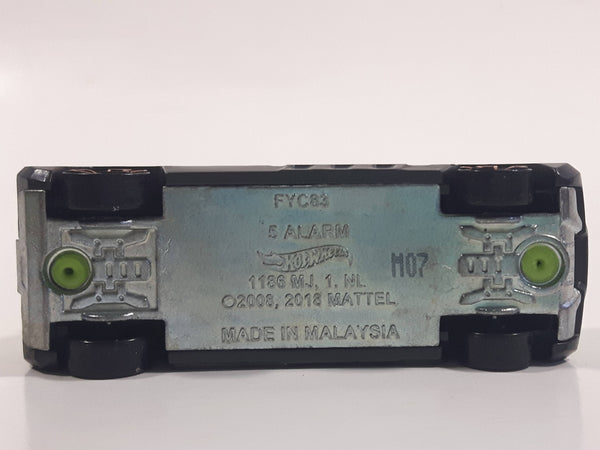 FYC83
5 ALARM
Hot Wheels
1186 MJ, 1, NL
©2008, 2018 MATTEL
MADE IN MALAYSIA
M07